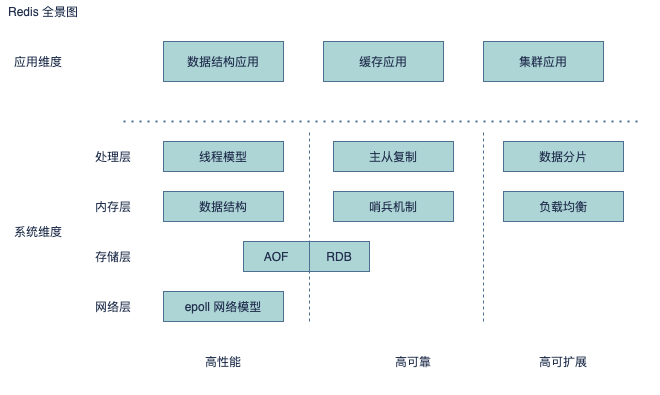 Redis 全景图
应用维度
数据结构应用
缓存应用
集群应用
处理层
线程模型
主从复制
数据分片
内存层
数据结构
哨兵机制
负载均衡
系统维度
存储层
AOF
RDB
网络层
epoll 网络模型
高性能
高可靠
高可扩展